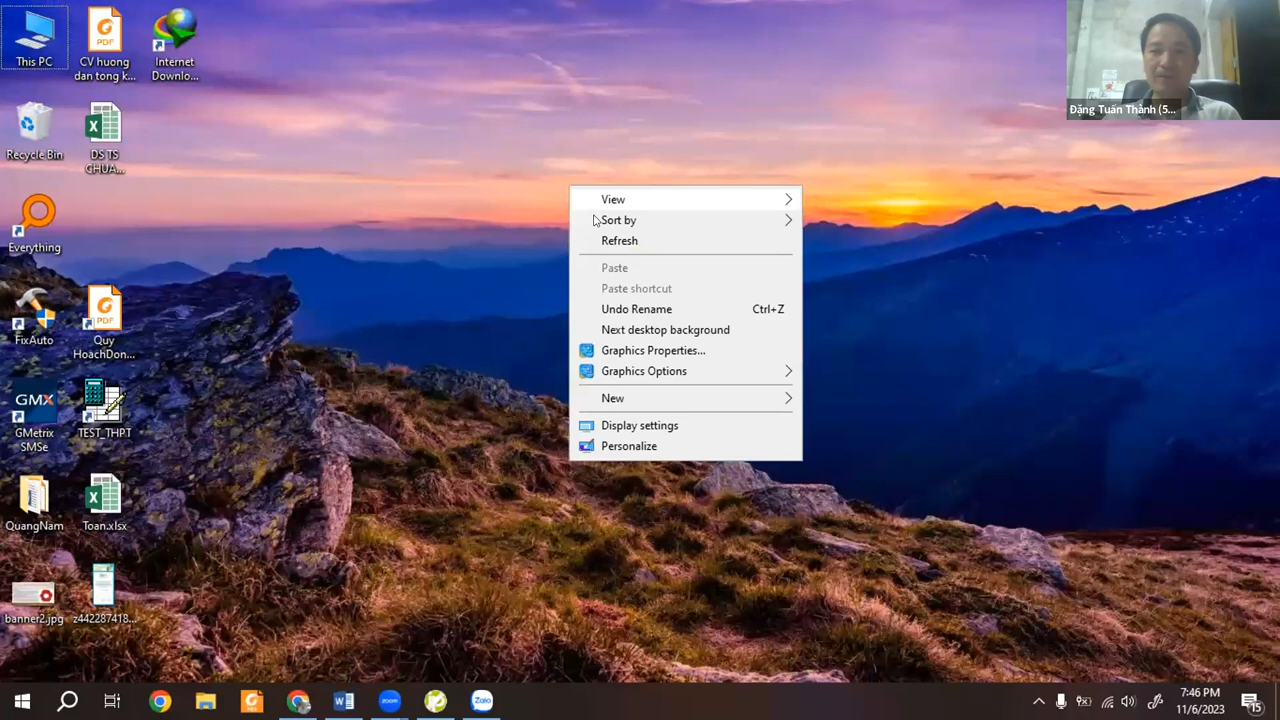 This PC
CV huong
dan tong k...
Internet
Downlo...
Recycle Bin
DS TS
CHUA...
Everything
FixAuto
Quy
HoachDon...
GMX
GMetrix
SMSe
TEST_THPT
QuangNam
Toan.xlsx
banner2.jpg
z442287418...
PDF
View
Sort by
Refresh
Paste
Paste shortcut
Undo Rename Ctrl+Z
Next desktop background
Graphics Properties...
Graphics Options
New
Display settings
Personalize
Đặng Tuấn Thành (5...
zoom
Zalo
7:46 PM
11/6/2023
15